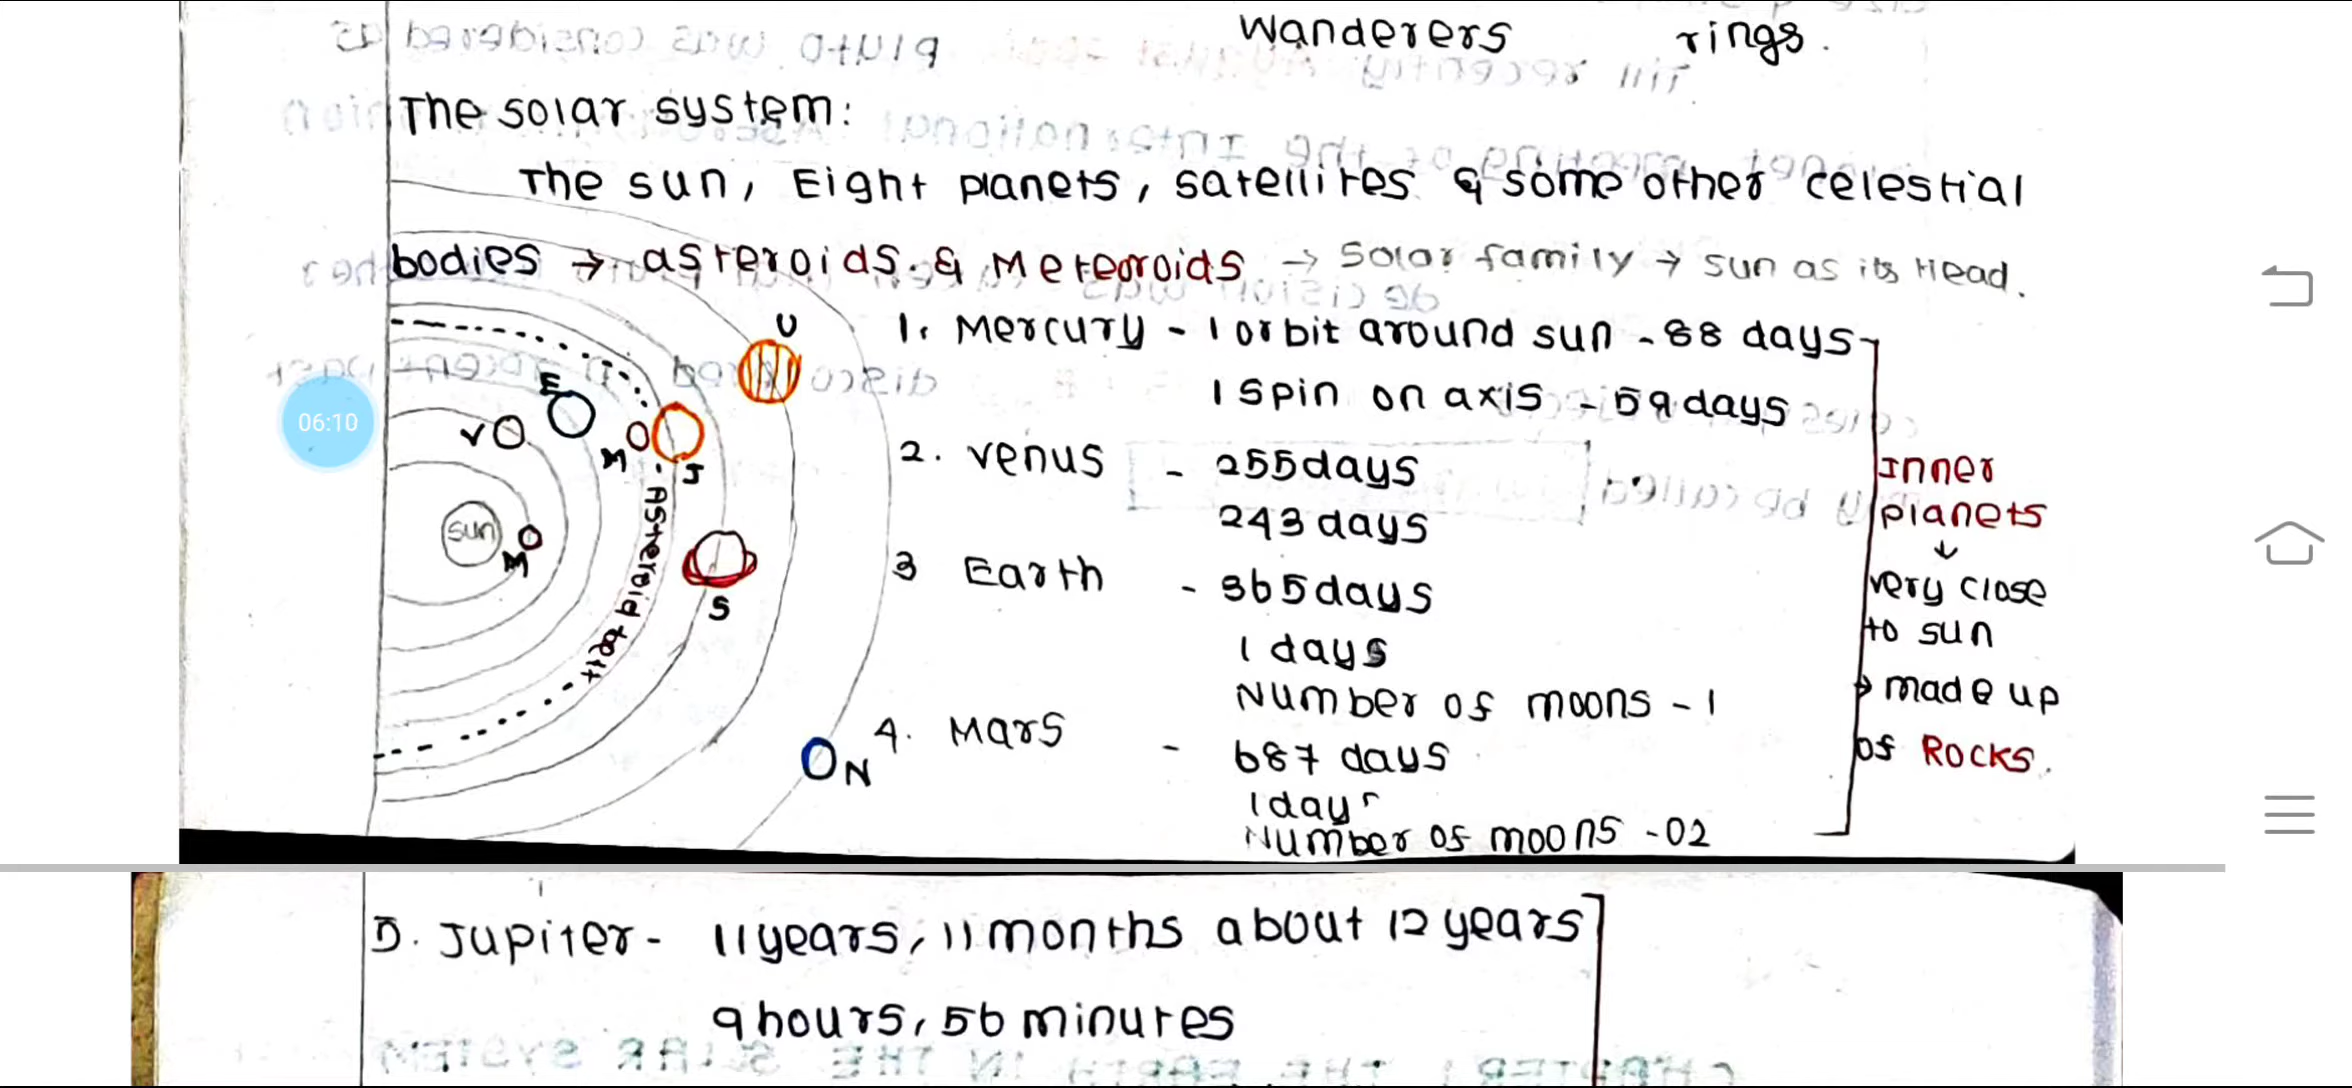 Wanderers rings.
The solar system:
The sun, Eight planets, satellites & some other celestial
bodies → asteroids. & Meteoroids → Solar family → sun as its Head.
1. Mercury - 1 orbit around sun - 88 days
1 spin on axis - 59 days
2. Venus - 255 days
243 days
3 Earth - 365 days
1 days
Number of moons - 1
4. Mars - 687 days
1 day
Number of moons - 02
Inner
planets
↓
very close
to sun
→ made up
of Rocks.
U
E
V
M
J
sun
M
Asteroid belt
S
N
06:10
5. Jupiter - 11 years, 11 months about 12 years
9 hours, 56 minutes